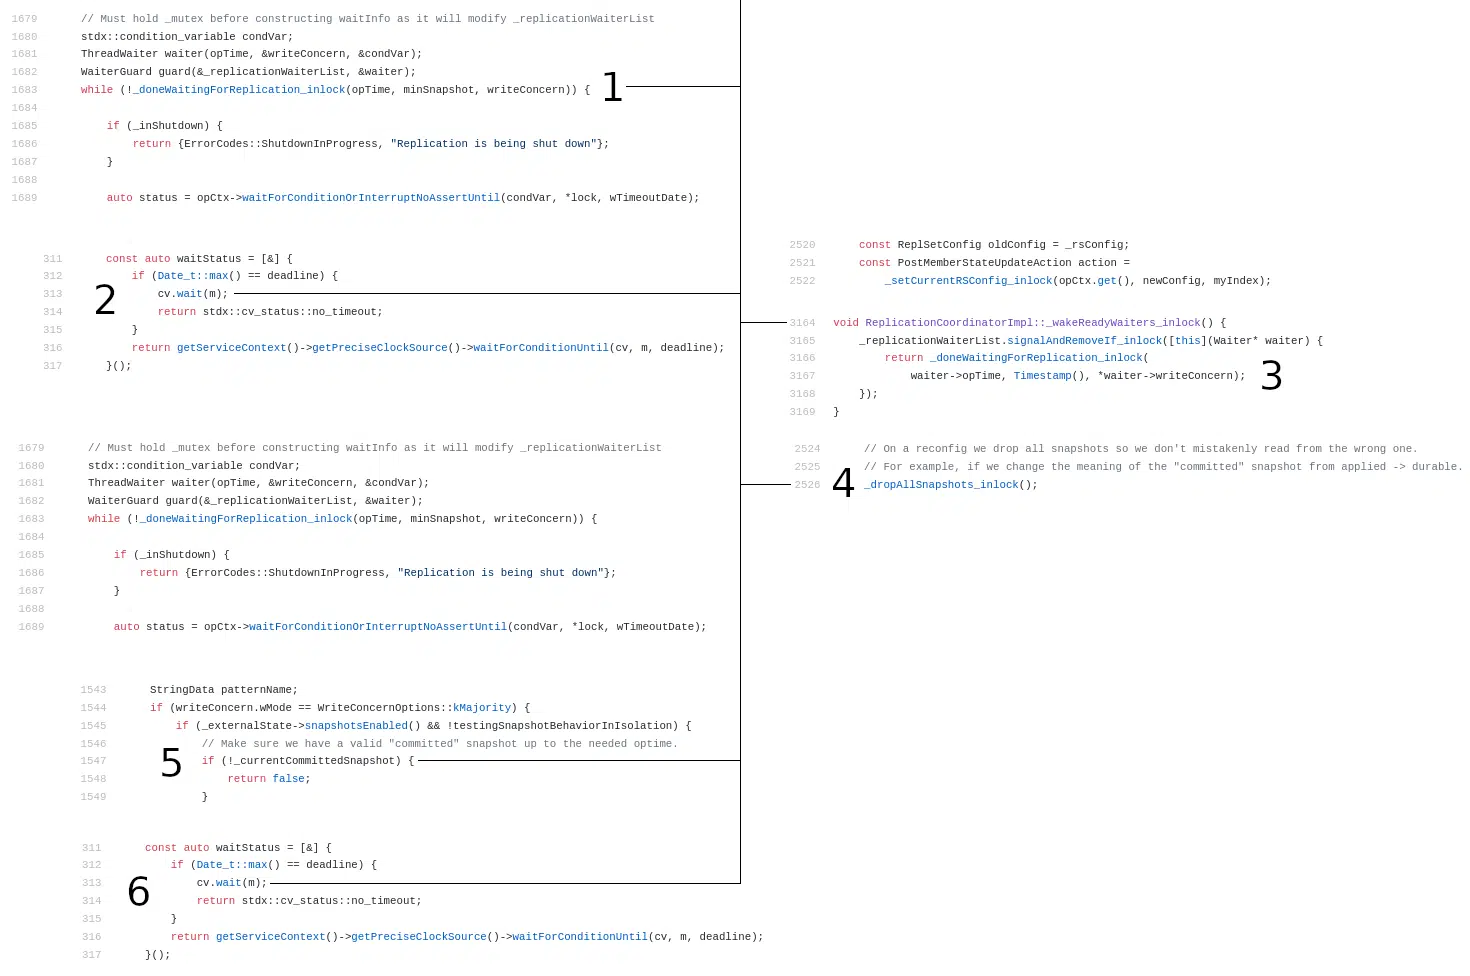 1679 // Must hold _mutex before constructing waitInfo as it will modify _replicationWaiterList
1680 stdx::condition_variable condVar;
1681 ThreadWaiter waiter(opTime, &writeConcern, &condVar);
1682 WaiterGuard guard(&_replicationWaiterList, &waiter);
1683 while (!_doneWaitingForReplication_inlock(opTime, minSnapshot, writeConcern)) {
1
1684
1685 if (_inShutdown) {
1686 return {ErrorCodes::ShutdownInProgress, "Replication is being shut down"};
1687 }
1688
1689 auto status = opCtx->waitForConditionOrInterruptNoAssertUntil(condVar, *lock, wTimeoutDate);
311 const auto waitStatus = [&] {
312 if (Date_t::max() == deadline) {
2
313 cv.wait(m);
314 return stdx::cv_status::no_timeout;
315 }
316 return getServiceContext()->getPreciseClockSource()->waitForConditionUntil(cv, m, deadline);
317 }();
2520 const ReplSetConfig oldConfig = _rsConfig;
2521 const PostMemberStateUpdateAction action =
2522 _setCurrentRSConfig_inlock(opCtx.get(), newConfig, myIndex);
3164 void ReplicationCoordinatorImpl::_wakeReadyWaiters_inlock() {
3165 _replicationWaiterList.signalAndRemoveIf_inlock([this](Waiter* waiter) {
3166 return _doneWaitingForReplication_inlock(
3167 waiter->opTime, Timestamp(), *waiter->writeConcern);
3
3168 });
3169 }
2524 // On a reconfig we drop all snapshots so we don't mistakenly read from the wrong one.
2525 // For example, if we change the meaning of the "committed" snapshot from applied -> durable.
4
2526 _dropAllSnapshots_inlock();
1679 // Must hold _mutex before constructing waitInfo as it will modify _replicationWaiterList
1680 stdx::condition_variable condVar;
1681 ThreadWaiter waiter(opTime, &writeConcern, &condVar);
1682 WaiterGuard guard(&_replicationWaiterList, &waiter);
1683 while (!_doneWaitingForReplication_inlock(opTime, minSnapshot, writeConcern)) {
1684
1685 if (_inShutdown) {
1686 return {ErrorCodes::ShutdownInProgress, "Replication is being shut down"};
1687 }
1688
1689 auto status = opCtx->waitForConditionOrInterruptNoAssertUntil(condVar, *lock, wTimeoutDate);
1543 StringData patternName;
1544 if (writeConcern.wMode == WriteConcernOptions::kMajority) {
1545 if (_externalState->snapshotsEnabled() && !testingSnapshotBehaviorInIsolation) {
1546 // Make sure we have a valid "committed" snapshot up to the needed optime.
5
1547 if (!_currentCommittedSnapshot) {
1548 return false;
1549 }
311 const auto waitStatus = [&] {
312 if (Date_t::max() == deadline) {
6
313 cv.wait(m);
314 return stdx::cv_status::no_timeout;
315 }
316 return getServiceContext()->getPreciseClockSource()->waitForConditionUntil(cv, m, deadline);
317 }();